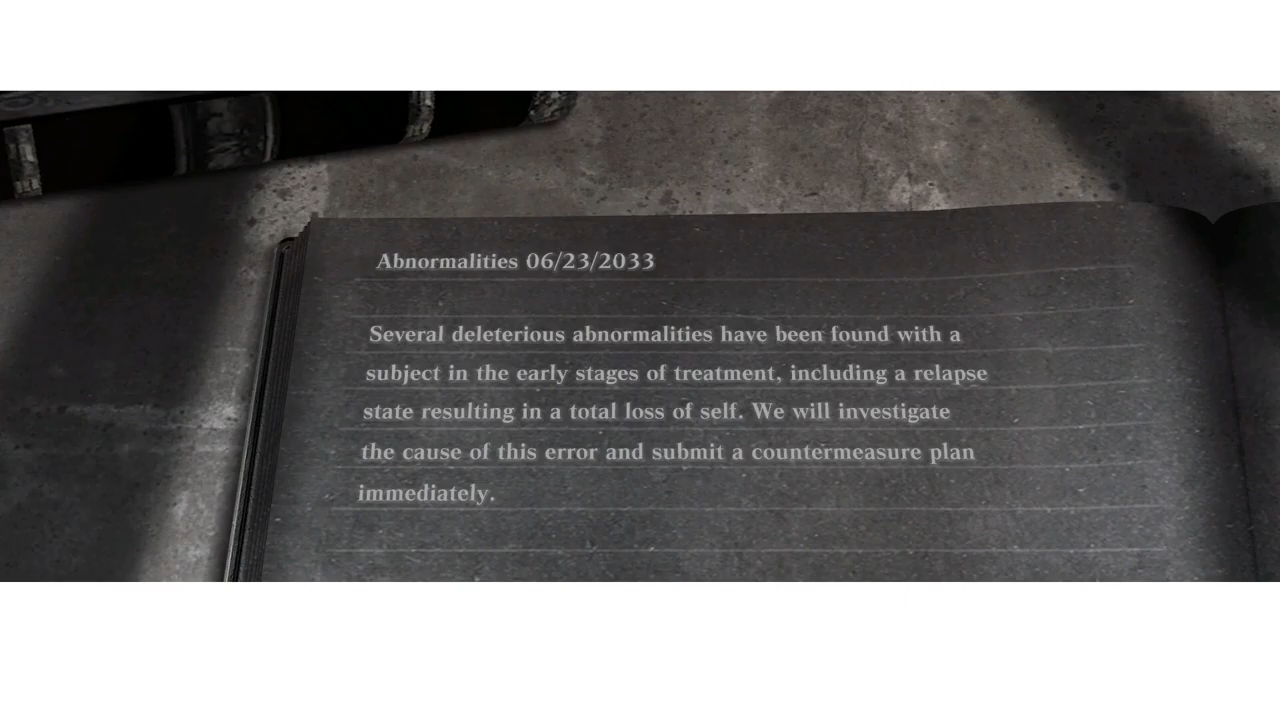 Abnormalities 06/23/2033
Several deleterious abnormalities have been found with a
subject in the early stages of treatment, including a relapse
state resulting in a total loss of self. We will investigate
the cause of this error and submit a countermeasure plan
immediately.